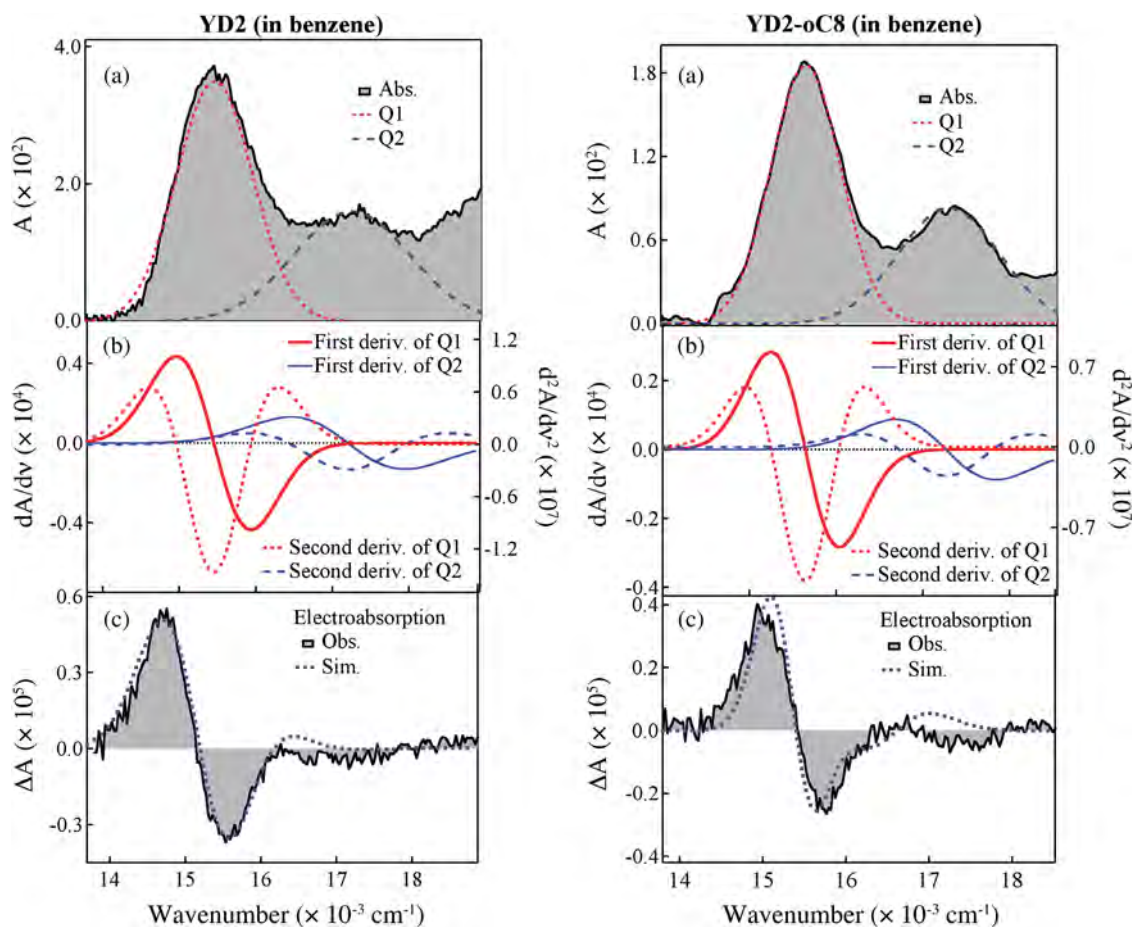 YD2 (in benzene)
4.0
(a)
Abs.
Q1
Q2
A (× 10²)
2.0
0.0
(b)
First deriv. of Q1
First deriv. of Q2
1.2
0.4
0.6
dA/dν (× 10⁴)
0.0
0.0
d²A/dν² (× 10⁷)
-0.6
-0.4
-1.2
Second deriv. of Q1
Second deriv. of Q2
0.6
(c)
Electroabsorption
Obs.
Sim.
0.3
ΔA (× 10⁵)
0.0
-0.3
14 15 16 17 18
Wavenumber (× 10⁻³ cm⁻¹)
YD2-oC8 (in benzene)
1.8
(a)
Abs.
Q1
Q2
A (× 10²)
1.2
0.6
0.0
(b)
First deriv. of Q1
First deriv. of Q2
0.7
0.2
dA/dν (× 10⁴)
0.0
0.0
d²A/dν² (× 10⁷)
-0.2
-0.7
Second deriv. of Q1
Second deriv. of Q2
-0.4
0.4
(c)
Electroabsorption
Obs.
Sim.
0.2
ΔA (× 10⁵)
0.0
-0.2
-0.4
14 15 16 17 18
Wavenumber (× 10⁻³ cm⁻¹)